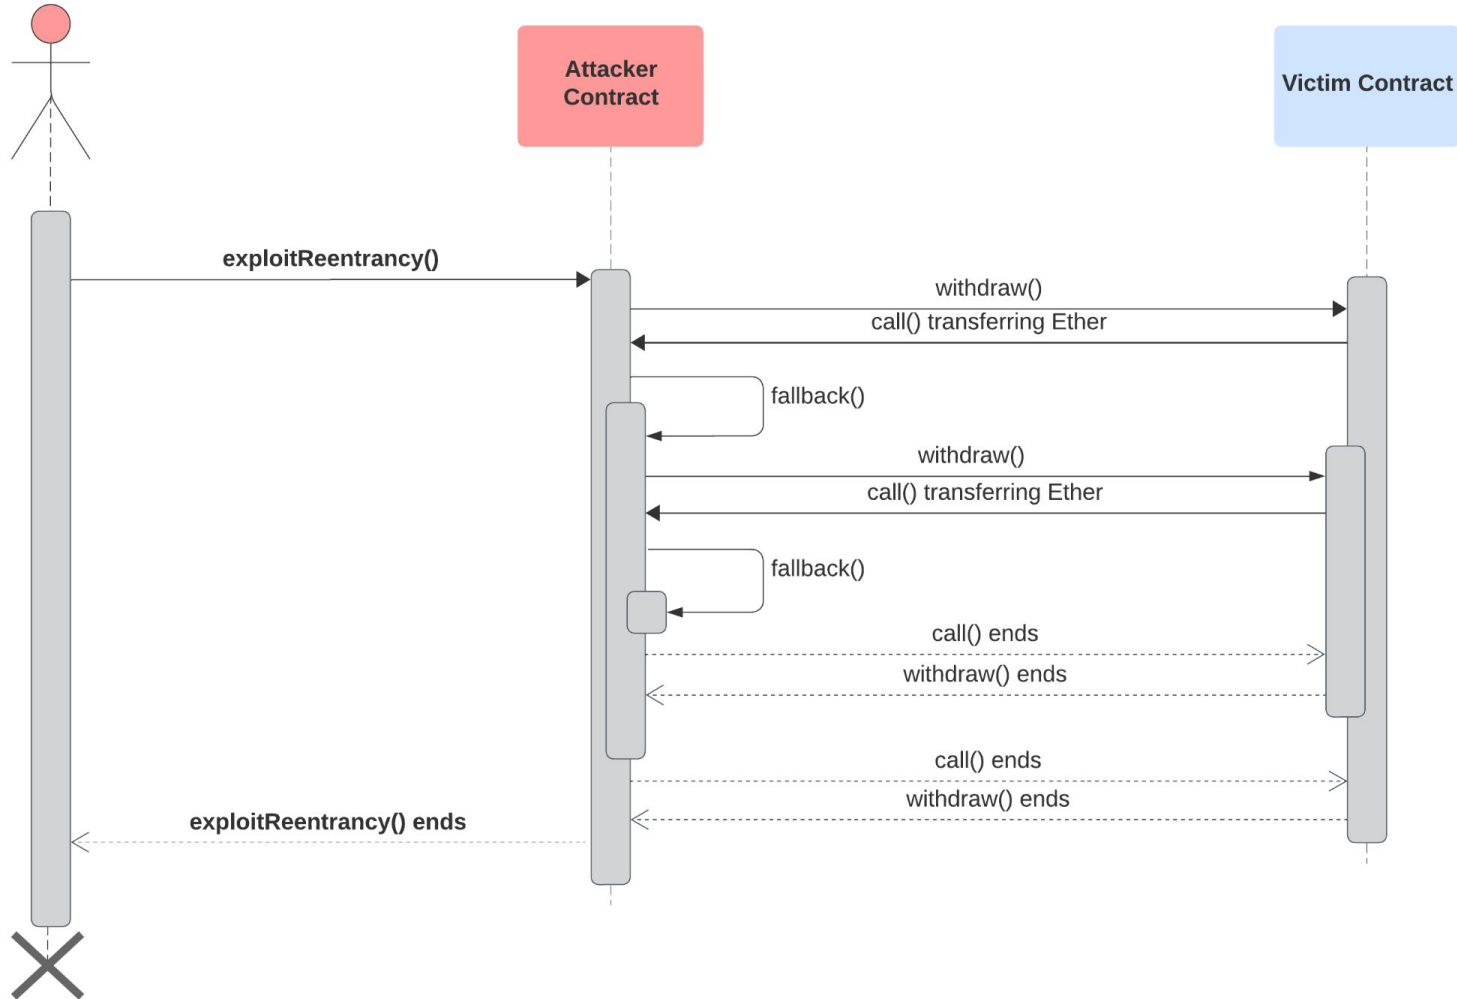 Attacker
Contract
Victim Contract
exploitReentrancy()
withdraw()
call() transferring Ether
fallback()
withdraw()
call() transferring Ether
fallback()
call() ends
withdraw() ends
call() ends
withdraw() ends
exploitReentrancy() ends